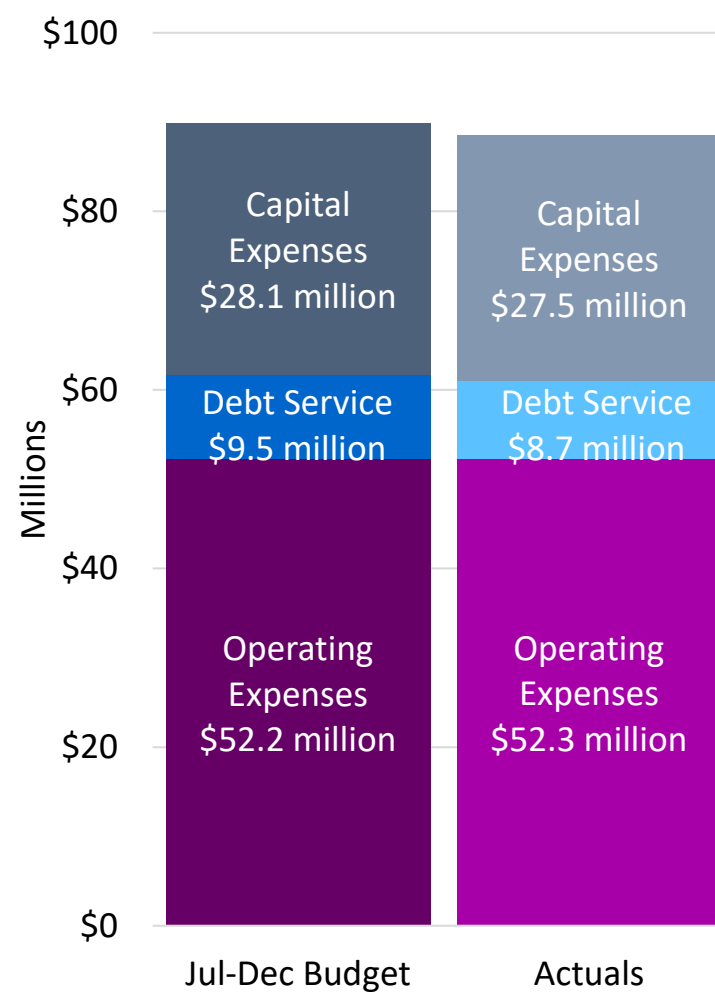 $100
$80
$60
$40
$20
$0
Millions
Capital
Expenses
$28.1 million
Debt Service
$9.5 million
Operating
Expenses
$52.2 million
Capital
Expenses
$27.5 million
Debt Service
$8.7 million
Operating
Expenses
$52.3 million
Jul-Dec Budget
Actuals